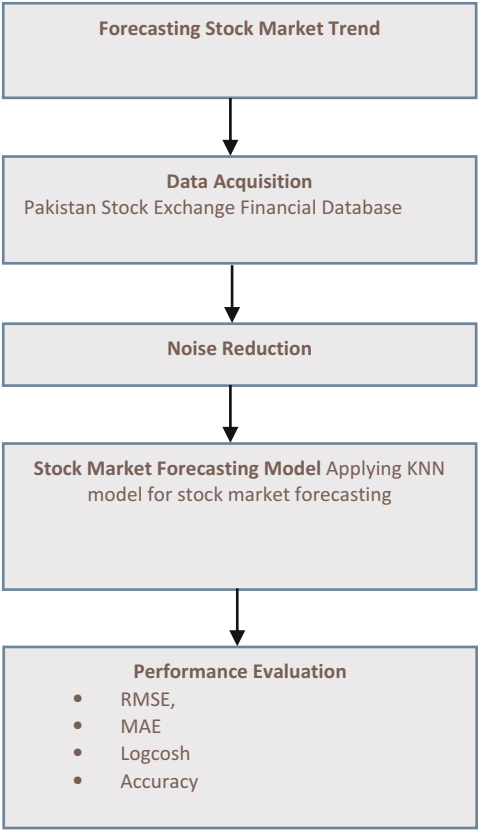 Forecasting Stock Market Trend
Data Acquisition
Pakistan Stock Exchange Financial Database
Noise Reduction
Stock Market Forecasting Model Applying KNN
model for stock market forecasting
Performance Evaluation
• RMSE,
• MAE
• Logcosh
• Accuracy